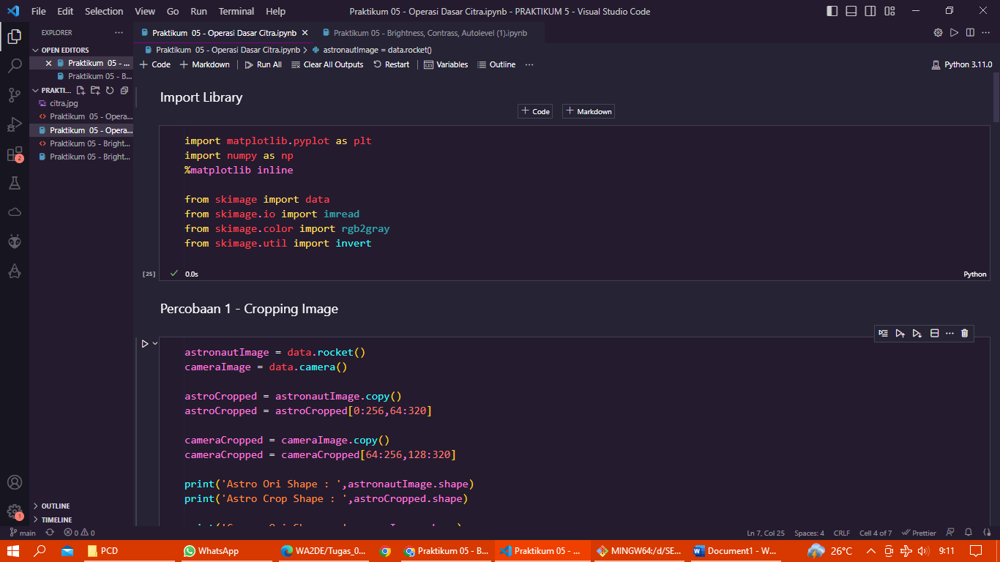 File Edit Selection View Go Run Terminal Help
Praktikum 05 - Operasi Dasar Citra.ipynb - PRAKTIKUM 5 - Visual Studio Code
EXPLORER
OPEN EDITORS
Praktikum 05 - ...
Praktikum 05 - B...
PRAKTI...
citra.jpg
Praktikum 05 - Opera...
Praktikum 05 - Opera...
Praktikum 05 - Bright...
Praktikum 05 - Bright...
OUTLINE
TIMELINE
2
1
Praktikum 05 - Operasi Dasar Citra.ipynb
Praktikum 05 - Brightness, Contrast, Autolevel (1).ipynb
Praktikum 05 - Operasi Dasar Citra.ipynb > astronautImage = data.rocket()
+ Code + Markdown Run All Clear All Outputs Restart Variables Outline ... Python 3.11.0
Import Library
+ Code + Markdown
import matplotlib.pyplot as plt
import numpy as np
%matplotlib inline
from skimage import data
from skimage.io import imread
from skimage.color import rgb2gray
from skimage.util import invert
[25] 0.0s Python
Percobaan 1 - Cropping Image
astronautImage = data.rocket()
cameraImage = data.camera()
astroCropped = astronautImage.copy()
astroCropped = astroCropped[0:256,64:320]
cameraCropped = cameraImage.copy()
cameraCropped = cameraCropped[64:256,128:320]
print('Astro Ori Shape : ',astronautImage.shape)
print('Astro Crop Shape : ',astroCropped.shape)
main 0 0 Ln 7, Col 25 Spaces: 4 CRLF Cell 4 of 7 Prettier
PCD WhatsApp WA2DE/Tugas_0... Praktikum 05 - B... Praktikum 05 - ... MINGW64:/d/SE... Document1 - W... 26°C 9:11